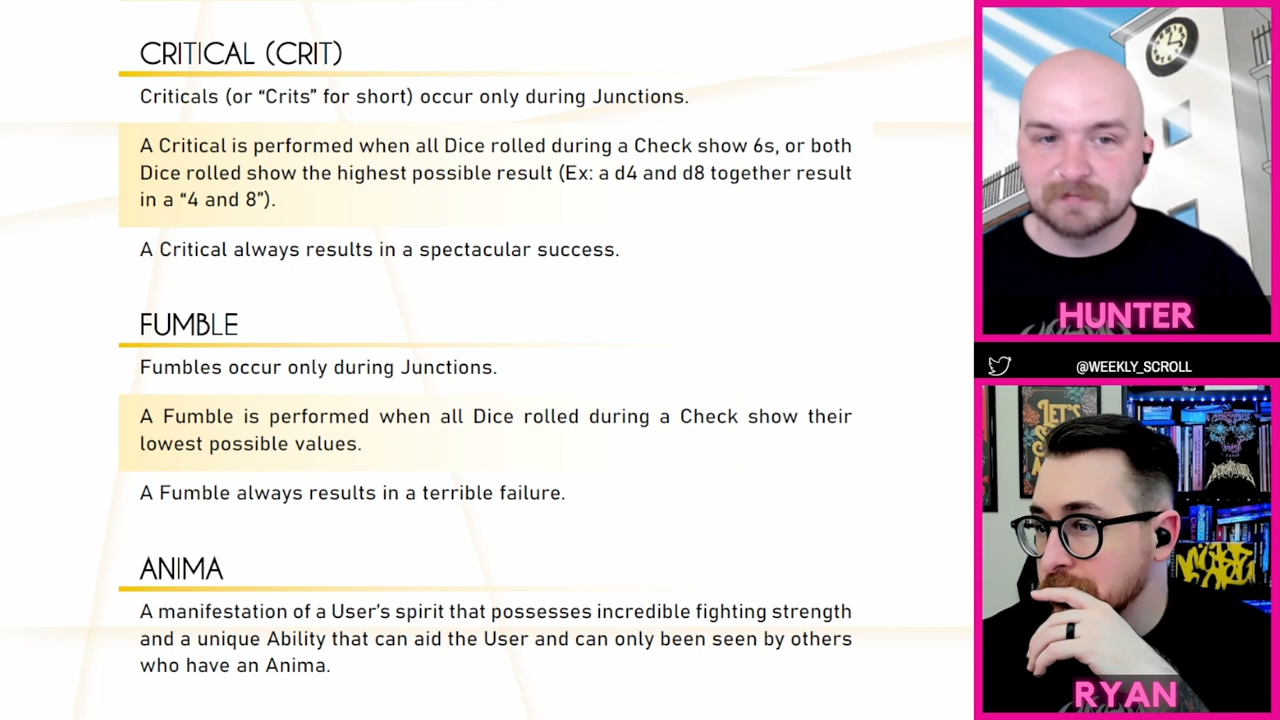 CRITICAL (CRIT)
Criticals (or “Crits” for short) occur only during Junctions.
A Critical is performed when all Dice rolled during a Check show 6s, or both
Dice rolled show the highest possible result (Ex: a d4 and d8 together result
in a “4 and 8”).
A Critical always results in a spectacular success.
FUMBLE
Fumbles occur only during Junctions.
A Fumble is performed when all Dice rolled during a Check show their
lowest possible values.
A Fumble always results in a terrible failure.
ANIMA
A manifestation of a User’s spirit that possesses incredible fighting strength
and a unique Ability that can aid the User and can only been seen by others
who have an Anima.
HUNTER
@WEEKLY_SCROLL
LET'S
RYAN